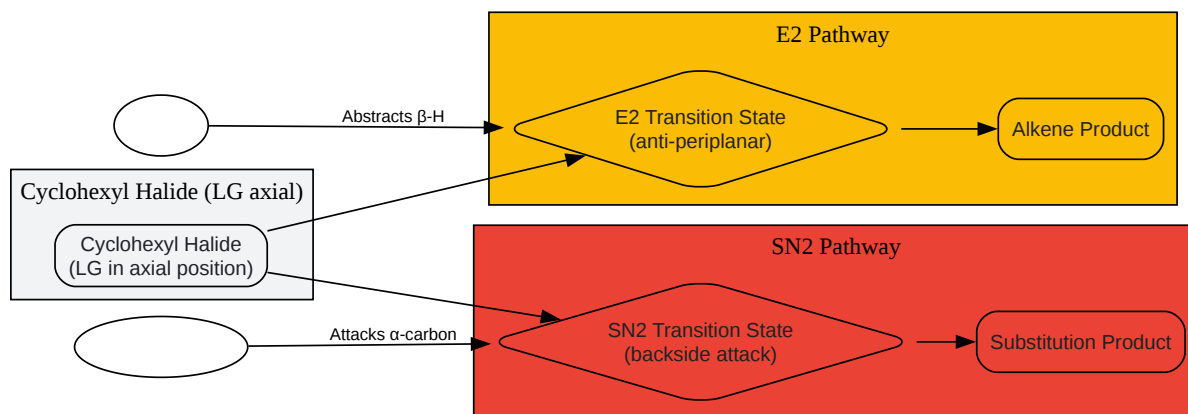 E2 Pathway
Abstracts β-H
E2 Transition State
(anti-periplanar)
Alkene Product
Cyclohexyl Halide (LG axial)
Cyclohexyl Halide
(LG in axial position)
SN2 Pathway
Attacks α-carbon
SN2 Transition State
(backside attack)
Substitution Product